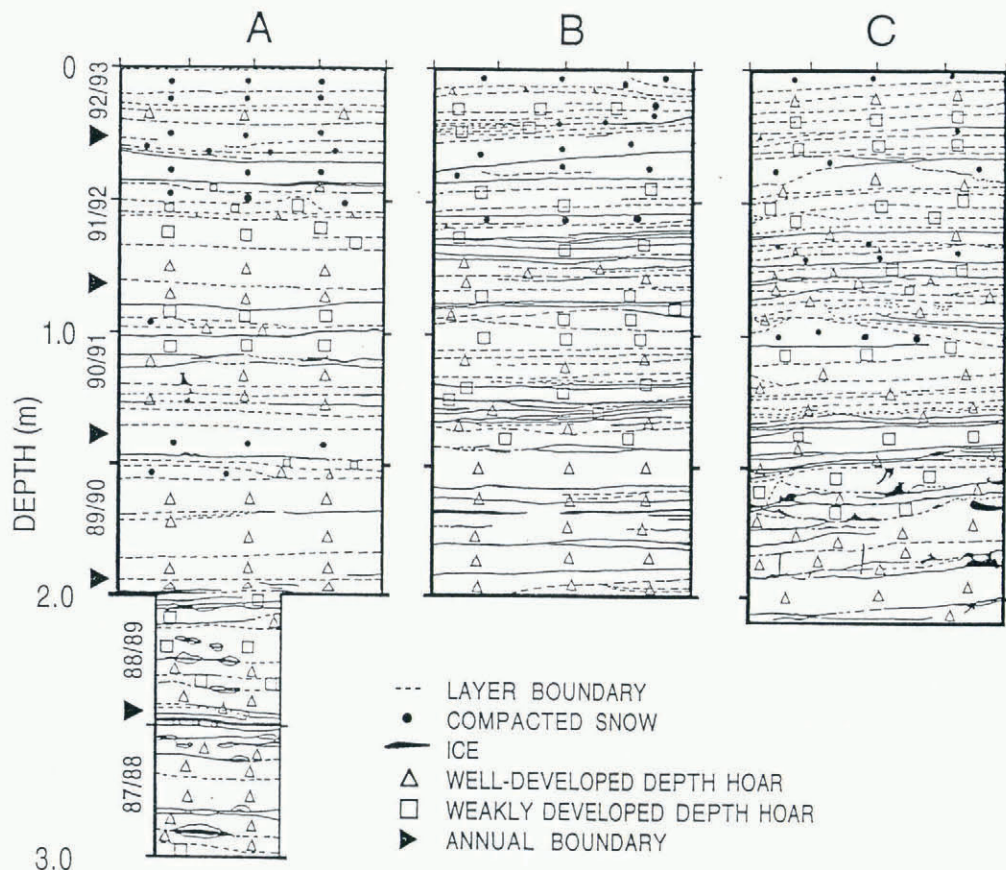 A B C
0
92/93
91/92
1.0
90/91
DEPTH (m)
89/90
2.0
88/89
87/88
3.0
LAYER BOUNDARY
COMPACTED SNOW
ICE
WELL-DEVELOPED DEPTH HOAR
WEAKLY DEVELOPED DEPTH HOAR
ANNUAL BOUNDARY